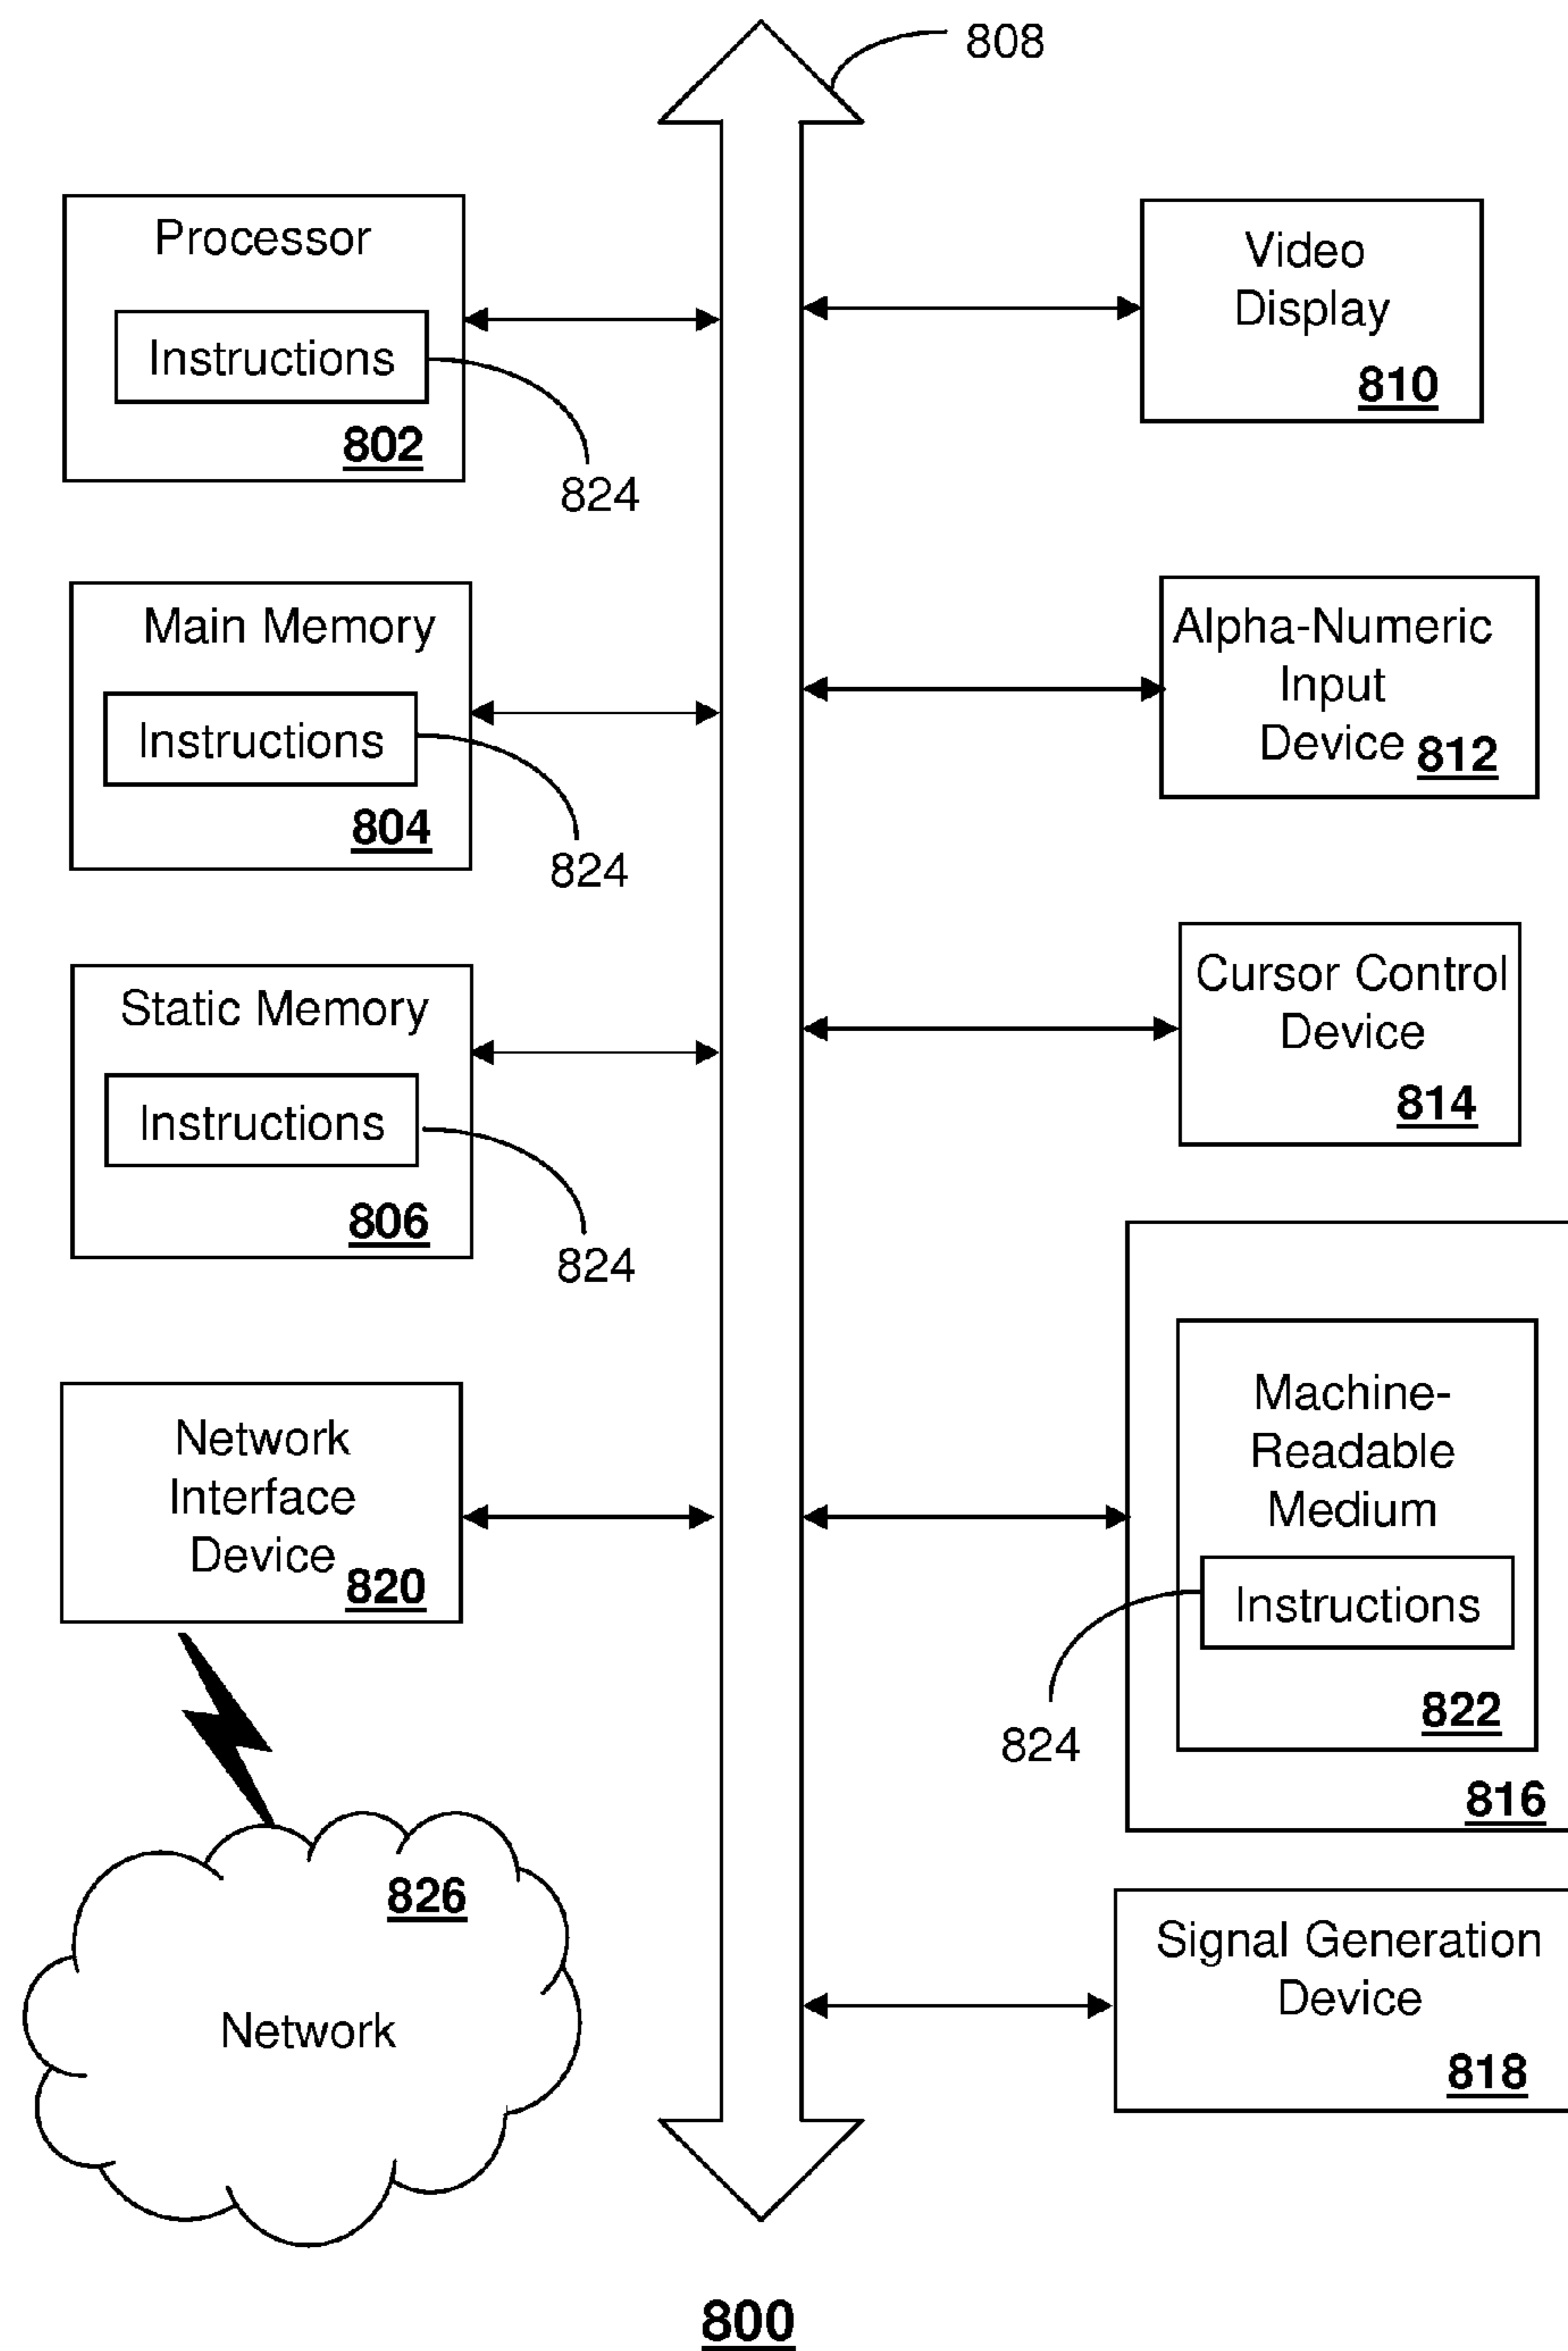 808
Processor
Instructions
802
824
Main Memory
Instructions
804
824
Static Memory
Instructions
806
824
Network
Interface
Device
820
826
Network
Video
Display
810
Alpha-Numeric
Input
Device
812
Cursor Control
Device
814
Machine-
Readable
Medium
Instructions
824
822
816
Signal Generation
Device
818
800